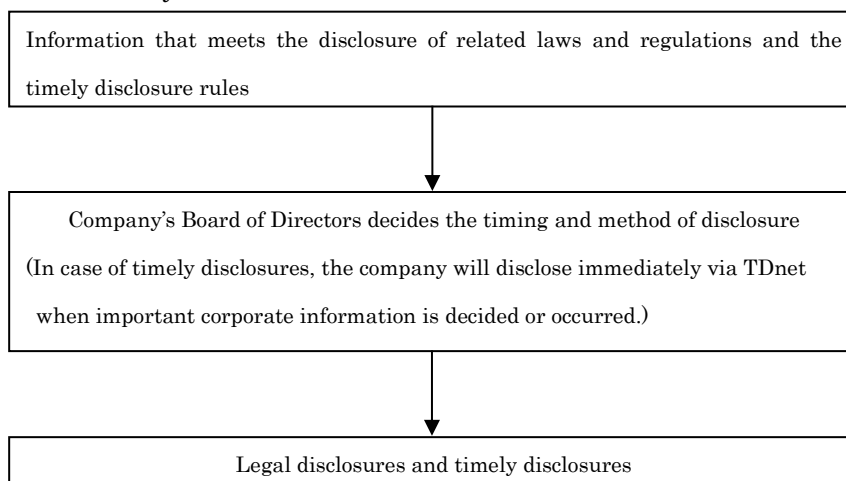 Information that meets the disclosure of related laws and regulations and the
timely disclosure rules
Company's Board of Directors decides the timing and method of disclosure
(In case of timely disclosures, the company will disclose immediately via TDnet
when important corporate information is decided or occurred.)
Legal disclosures and timely disclosures